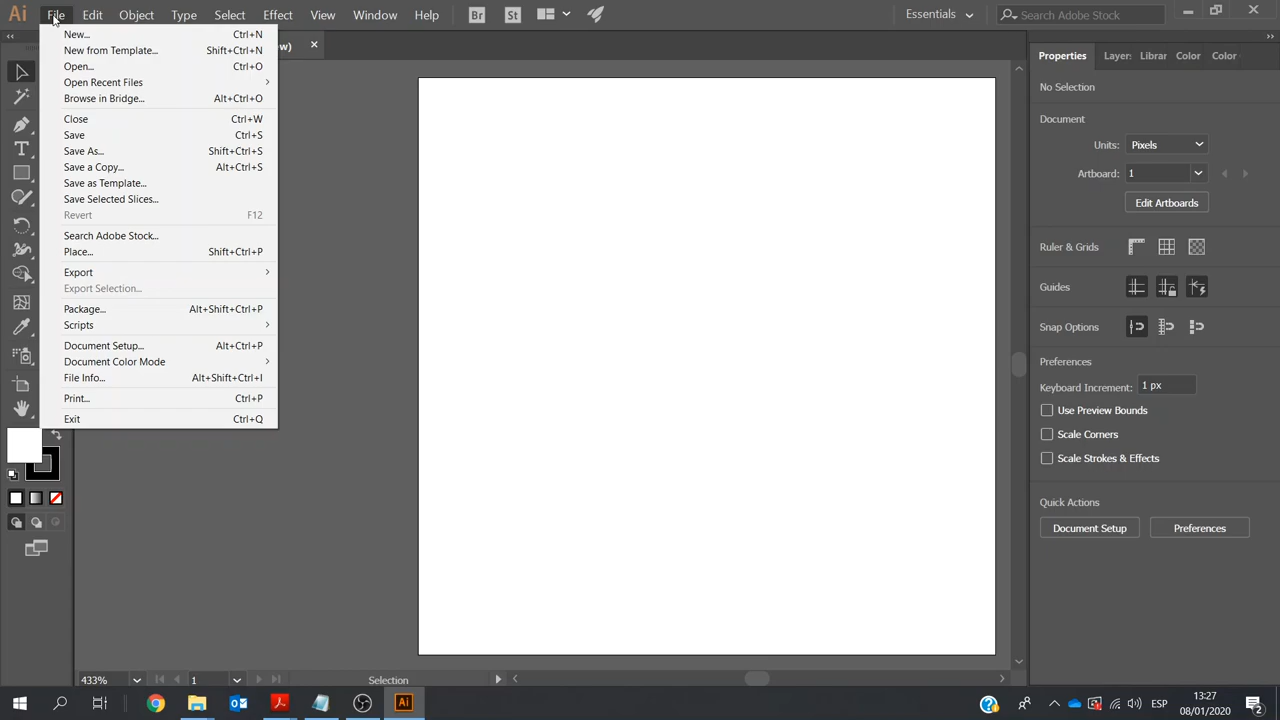 Ai File Edit Object Type Select Effect View Window Help Br St Essentials Search Adobe Stock
w)
New... Ctrl+N
New from Template... Shift+Ctrl+N
Open... Ctrl+O
Open Recent Files
Browse in Bridge... Alt+Ctrl+O
Close Ctrl+W
Save Ctrl+S
Save As... Shift+Ctrl+S
Save a Copy... Alt+Ctrl+S
Save as Template...
Save Selected Slices...
Revert F12
Search Adobe Stock...
Place... Shift+Ctrl+P
Export
Export Selection...
Package... Alt+Shift+Ctrl+P
Scripts
Document Setup... Alt+Ctrl+P
Document Color Mode
File Info... Alt+Shift+Ctrl+I
Print... Ctrl+P
Exit Ctrl+Q
Properties Layer Librar Color Color
No Selection
Document
Units: Pixels
Artboard: 1
Edit Artboards
Ruler & Grids
Guides
Snap Options
Preferences
Keyboard Increment: 1 px
Use Preview Bounds
Scale Corners
Scale Strokes & Effects
Quick Actions
Document Setup Preferences
433% 1 Selection
Ai ESP 13:27
08/01/2020 2